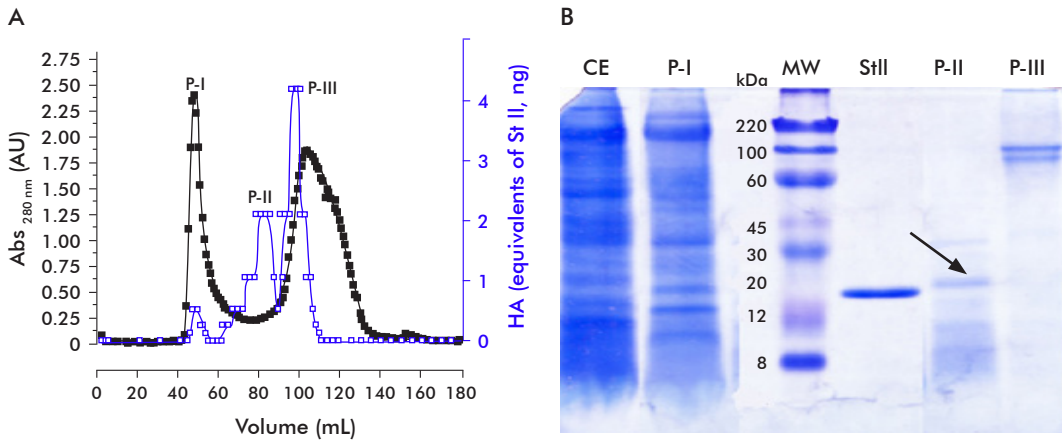 A
Abs 280 nm (AU)
2.75
2.50
2.25
2.00
1.75
1.50
1.25
1.00
0.75
0.50
0.25
0
P-I
P-II
P-III
4
3
2
1
0
HA (equivalents of St II, ng)
0 20 40 60 80 100 120 140 160 180
Volume (mL)
B
CE P-I MW StII P-II P-III
kDa
220
100
60
45
30
20
12
8